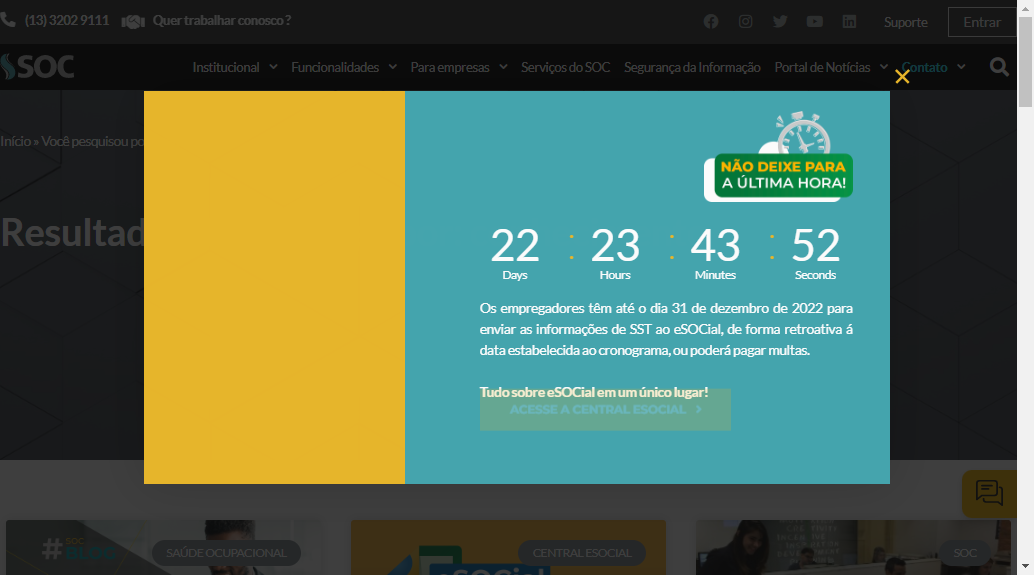 (13) 3202 9111 Quer trabalhar conosco ? Suporte Entrar
SOC Institucional Funcionalidades Para empresas Serviços do SOC Segurança da Informação Portal de Notícias Contato
Início » Você pesquisou po
NÃO DEIXE PARA
A ÚLTIMA HORA!
Resultad
22 : 23 : 43 : 52
Days Hours Minutes Seconds
Os empregadores têm até o dia 31 de dezembro de 2022 para
enviar as informações de SST ao eSOCial, de forma retroativa á
data estabelecida ao cronograma, ou poderá pagar multas.
Tudo sobre eSOCial em um único lugar!
ACESSE A CENTRAL ESOCIAL
#SOC BLOG SAÚDE OCUPACIONAL CENTRAL ESOCIAL SOC
eSOCial